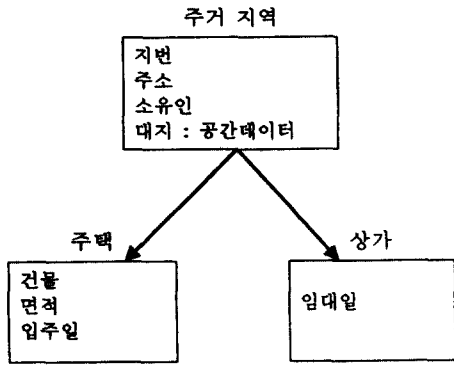 주거 지역
지번
주소
소유인
대지 : 공간데이터
주택
건물
면적
입주일
상가
임대일